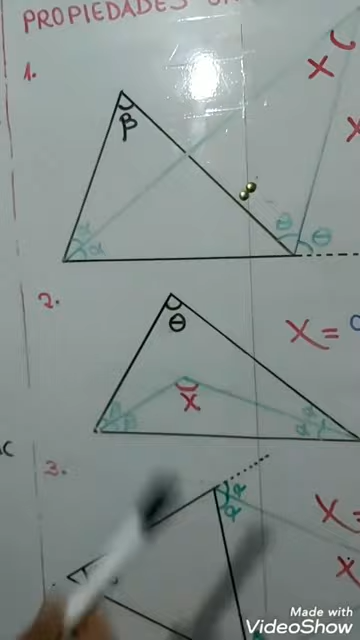 PROPIEDADES
1.
x
β
x
α
α
θ
θ
2.
θ
x =
x
β
β
α
α
c
3.
α
α
x =
x
Made with
VideoShow